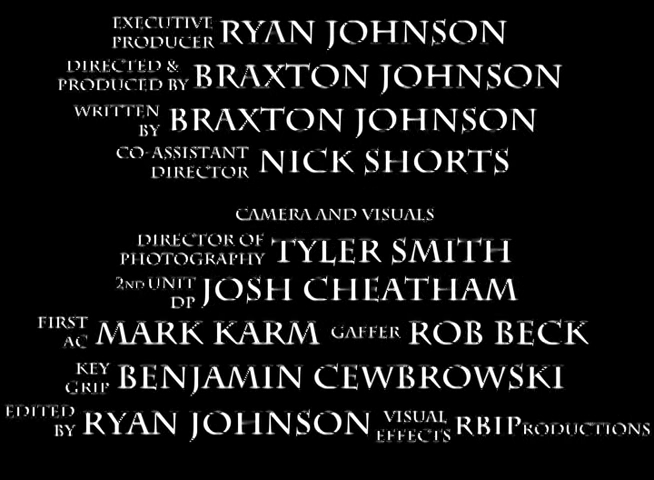 EXECUTIVE PRODUCER RYAN JOHNSON
DIRECTED & PRODUCED BY BRAXTON JOHNSON
WRITTEN BY BRAXTON JOHNSON
CO-ASSISTANT DIRECTOR NICK SHORTS
CAMERA AND VISUALS
DIRECTOR OF PHOTOGRAPHY TYLER SMITH
2ND UNIT DP JOSH CHEATHAM
FIRST AC MARK KARM GAFFER ROB BECK
KEY GRIP BENJAMIN CEWBROWSKI
EDITED BY RYAN JOHNSON VISUAL EFFECTS RBIPRODUCTIONS